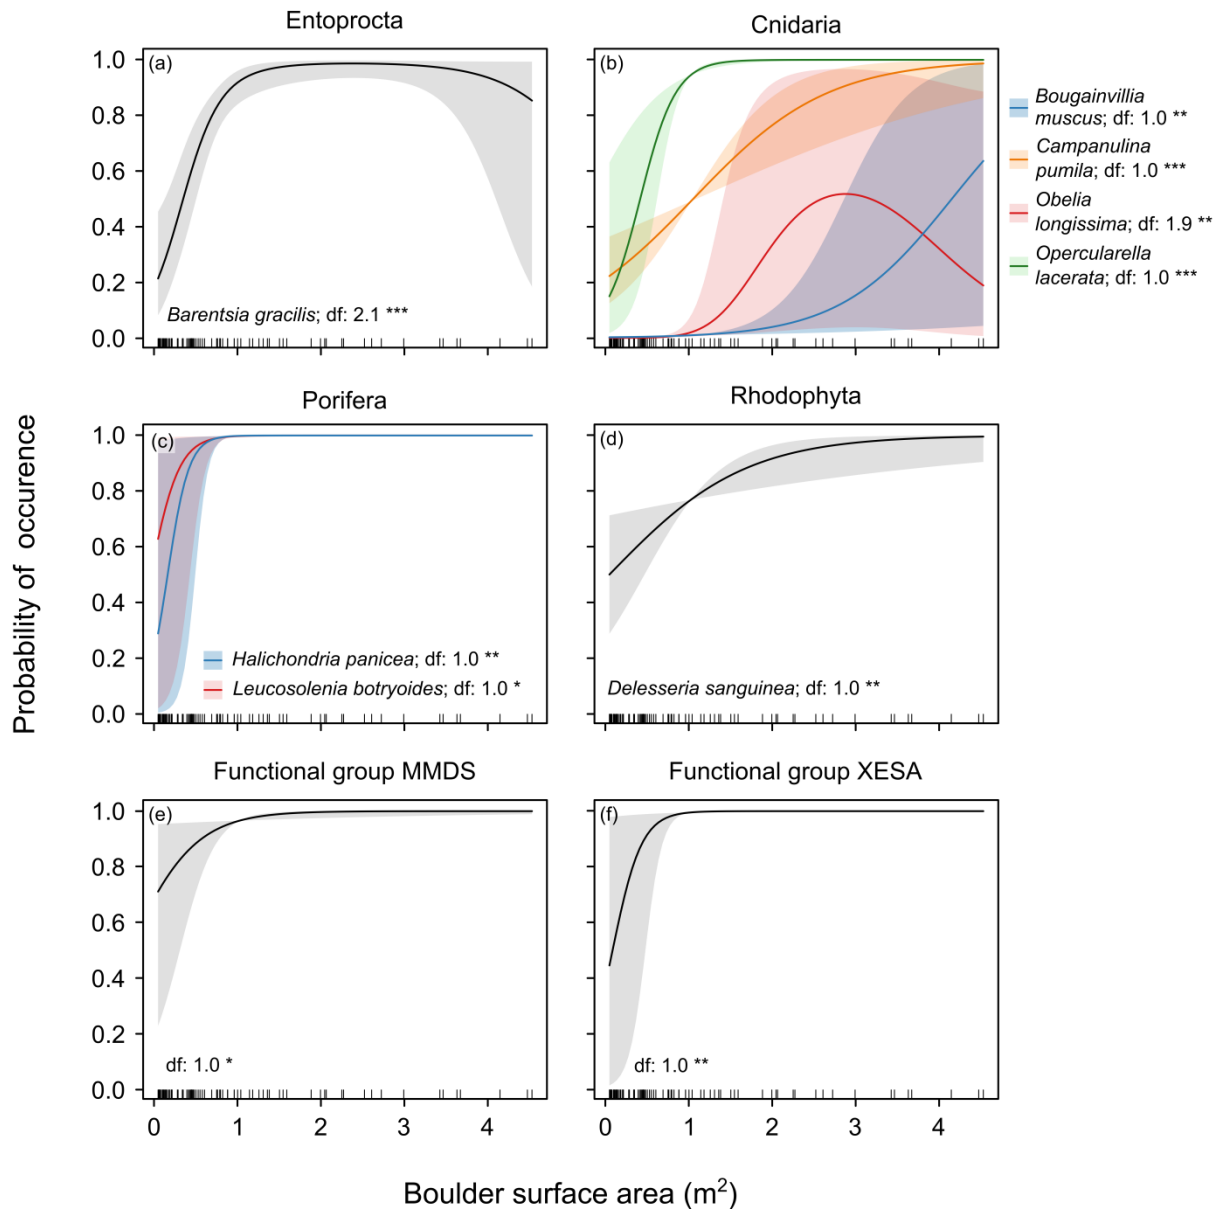 Entoprocta
Cnidaria
1.0
0.8
0.6
0.4
0.2
0.0
(a)
Barentsia gracilis; df: 2.1 ***
(b)
Bougainvillia
muscus; df: 1.0 **
Campanulina
pumila; df: 1.0 ***
Obelia
longissima; df: 1.9 **
Opercularella
lacerata; df: 1.0 ***
Porifera
Rhodophyta
Probability of occurence
1.0
0.8
0.6
0.4
0.2
0.0
(c)
Halichondria panicea; df: 1.0 **
Leucosolenia botryoides; df: 1.0 *
(d)
Delesseria sanguinea; df: 1.0 **
Functional group MMDS
Functional group XESA
1.0
0.8
0.6
0.4
0.2
0.0
(e)
df: 1.0 *
(f)
df: 1.0 **
0 1 2 3 4
0 1 2 3 4
Boulder surface area (m²)